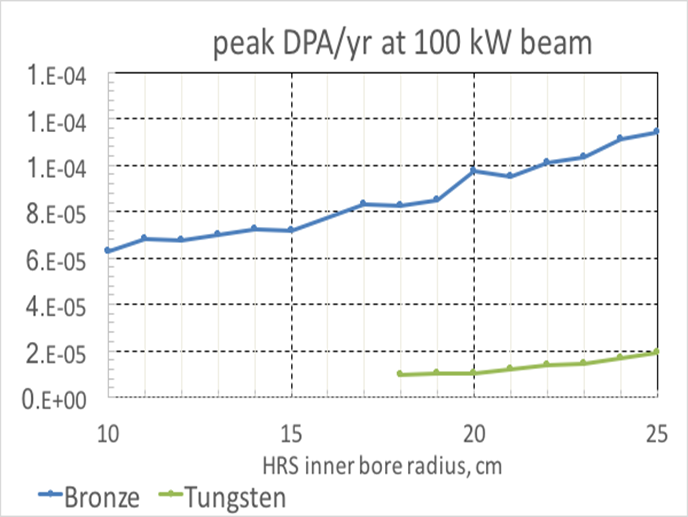 peak DPA/yr at 100 kW beam
1.E-04
1.E-04
1.E-04
8.E-05
6.E-05
4.E-05
2.E-05
0.E+00
10 15 20 25
HRS inner bore radius, cm
Bronze Tungsten